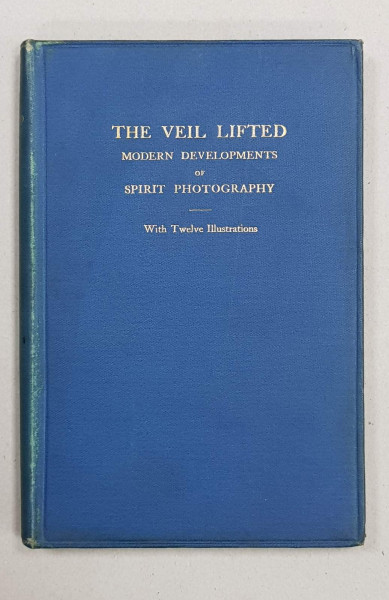 THE VEIL LIFTED
MODERN DEVELOPMENTS
OF
SPIRIT PHOTOGRAPHY
With Twelve Illustrations